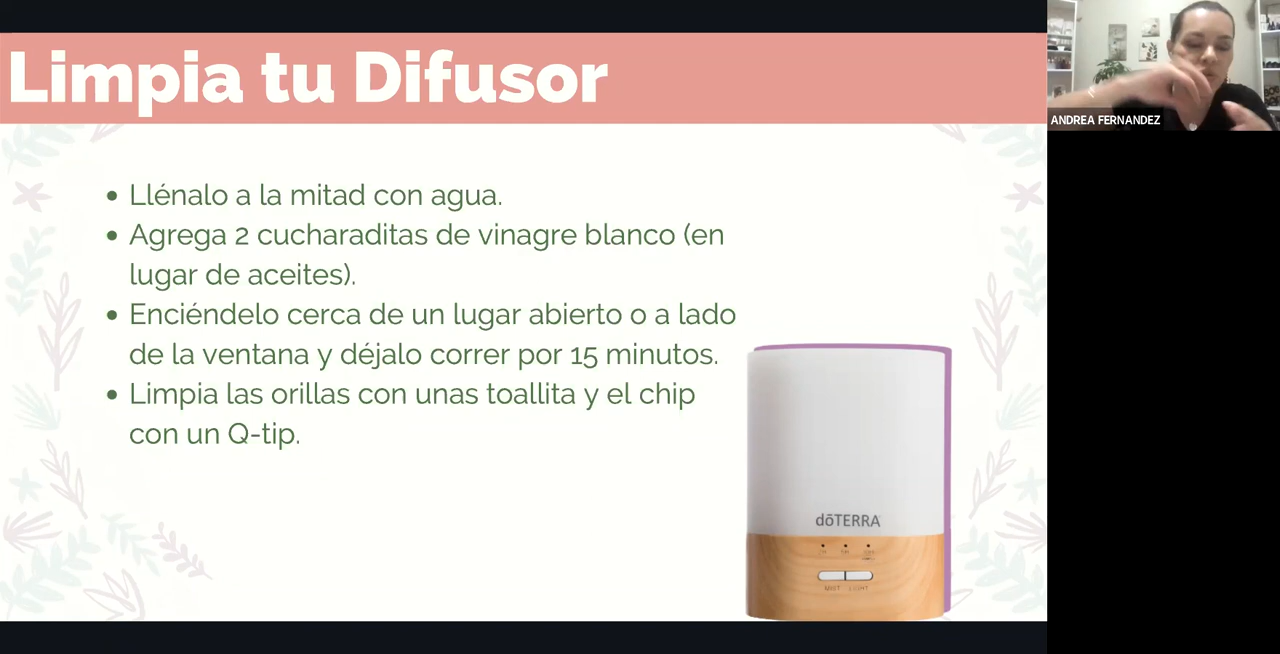 Limpia tu Difusor
ANDREA FERNANDEZ
Llénalo a la mitad con agua.
Agrega 2 cucharaditas de vinagre blanco (en
lugar de aceites).
Enciéndelo cerca de un lugar abierto o a lado
de la ventana y déjalo correr por 15 minutos.
Limpia las orillas con unas toallita y el chip
con un Q-tip.
dōTERRA
MIST LIGHT